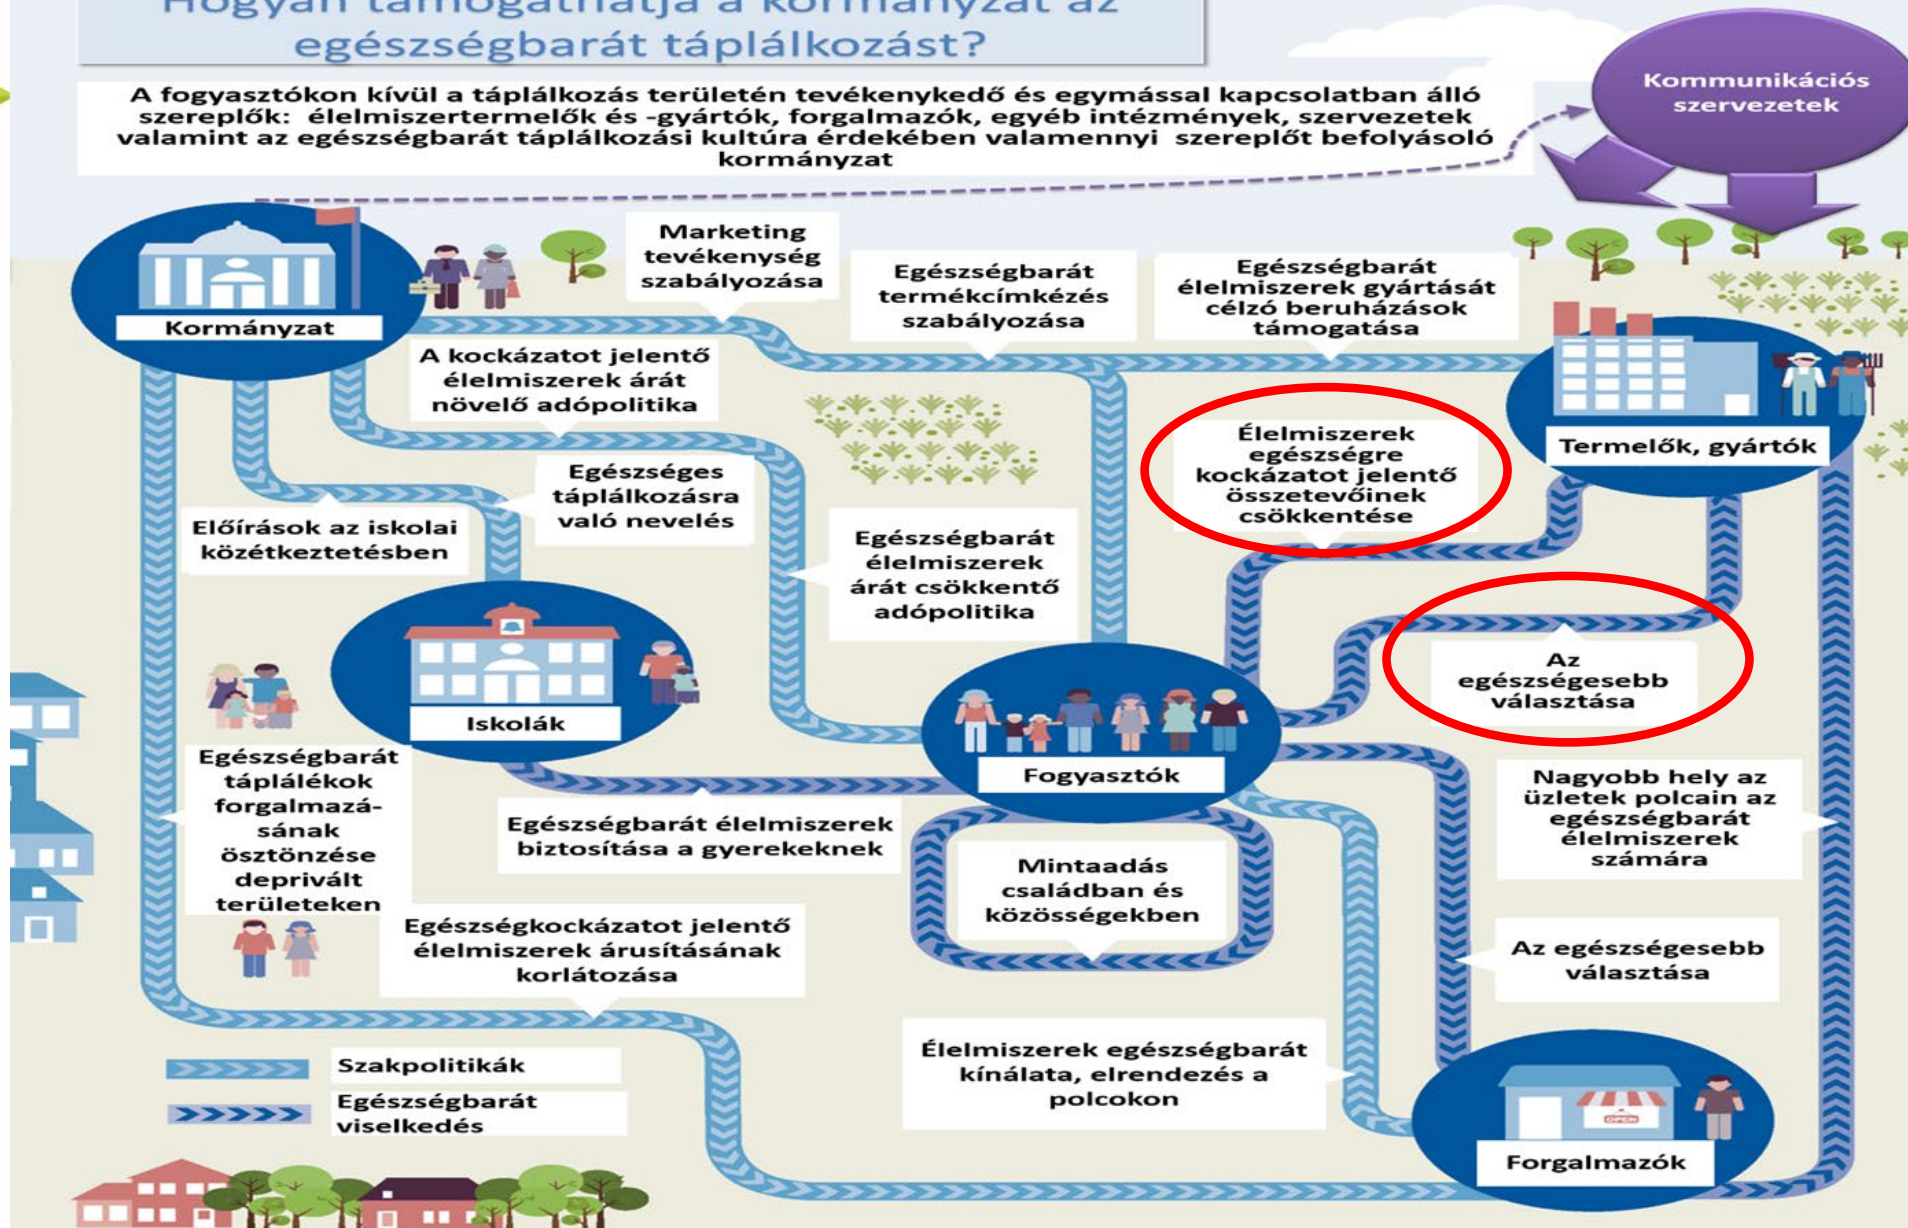 Hogyan támogathatja a kormányzat az
egészségbarát táplálkozást?
A fogyasztókon kívül a táplálkozás területén tevékenykedő és egymással kapcsolatban álló
szereplők: élelmiszertermelők és -gyártók, forgalmazók, egyéb intézmények, szervezetek
valamint az egészségbarát táplálkozási kultúra érdekében valamennyi szereplőt befolyásoló
kormányzat
Kommunikációs
szervezetek
Kormányzat
Marketing
tevékenység
szabályozása
Egészségbarát
termékcímkézés
szabályozása
Egészségbarát
élelmiszerek gyártását
célzó beruházások
támogatása
A kockázatot jelentő
élelmiszerek árát
növelő adópolitika
Termelők, gyártók
Élelmiszerek
egészségre
kockázatot jelentő
összetevőinek
csökkentése
Egészséges
táplálkozásra
való nevelés
Előírások az iskolai
közétkeztetésben
Egészségbarát
élelmiszerek
árát csökkentő
adópolitika
Az
egészségesebb
választása
Iskolák
Fogyasztók
Egészségbarát
táplálékok
forgalmazá-
sának
ösztönzése
deprivált
területeken
Nagyobb hely az
üzletek polcain az
egészségbarát
élelmiszerek
számára
Egészségbarát élelmiszerek
biztosítása a gyerekeknek
Mintaadás
családban és
közösségekben
Egészségkockázatot jelentő
élelmiszerek árusításának
korlátozása
Az egészségesebb
választása
Szakpolitikák
Egészségbarát
viselkedés
Élelmiszerek egészségbarát
kínálata, elrendezés a
polcokon
OPEN
Forgalmazók